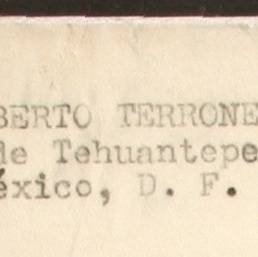 BERTO TERRONE
de Tehuantepe
éxico, D. F.